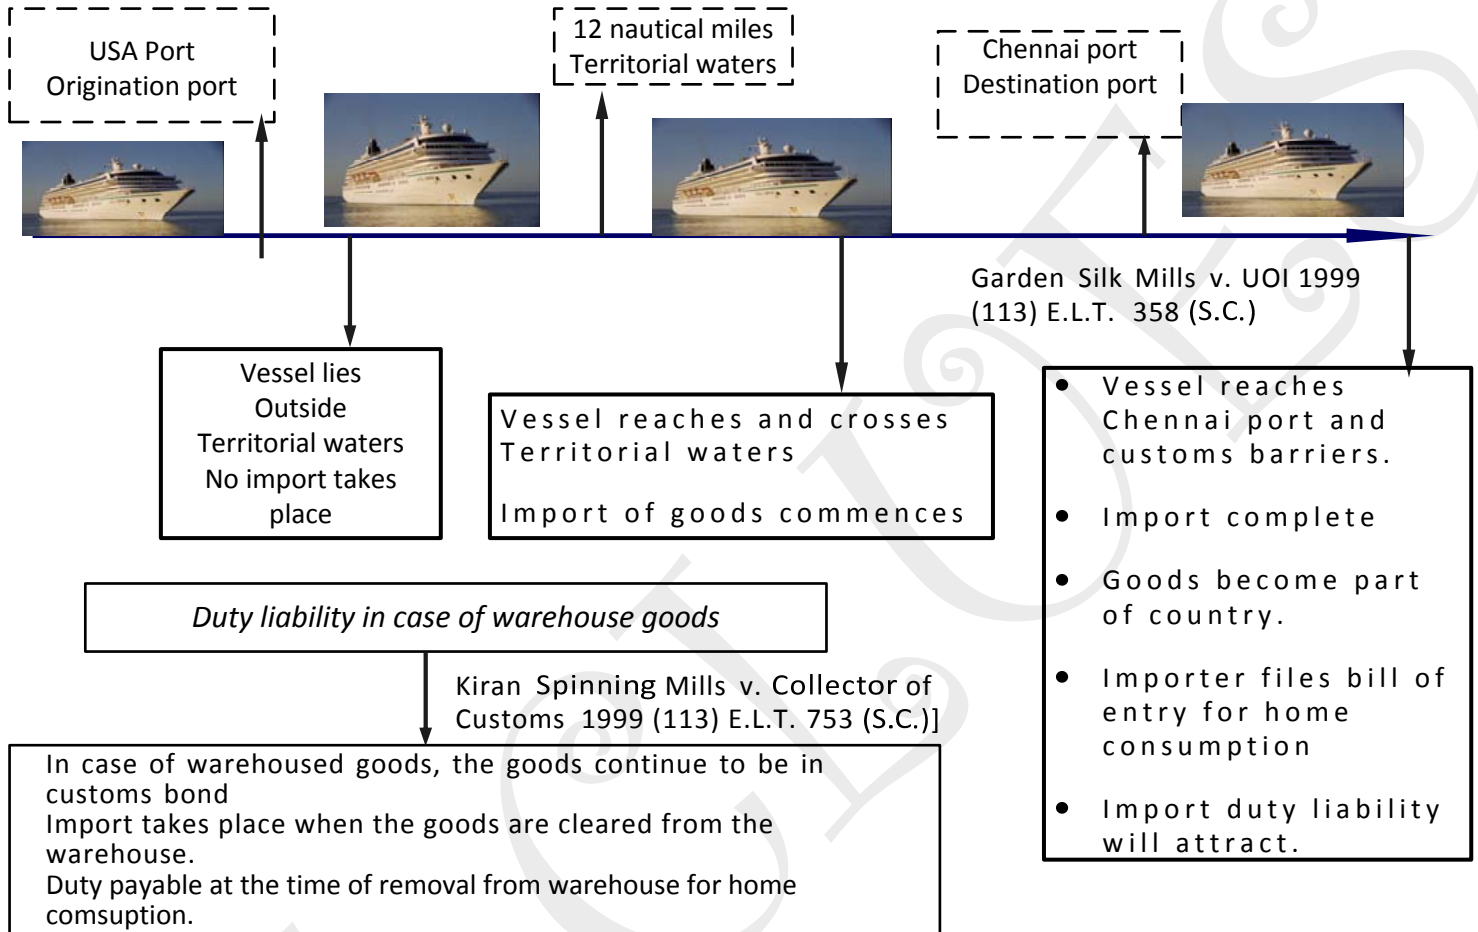 USA Port
Origination port
12 nautical miles
Territorial waters
Chennai port
Destination port
Garden Silk Mills v. UOI 1999
(113) E.L.T. 358 (S.C.)
Vessel lies
Outside
Territorial waters
No import takes
place
Vessel reaches and crosses
Territorial waters
Import of goods commences
• Vessel reaches
Chennai port and
customs barriers.
• Import complete
• Goods become part
of country.
• Importer files bill of
entry for home
consumption
• Import duty liability
will attract.
Duty liability in case of warehouse goods
Kiran Spinning Mills v. Collector of
Customs 1999 (113) E.L.T. 753 (S.C.)]
In case of warehoused goods, the goods continue to be in
customs bond
Import takes place when the goods are cleared from the
warehouse.
Duty payable at the time of removal from warehouse for home
comsuption.